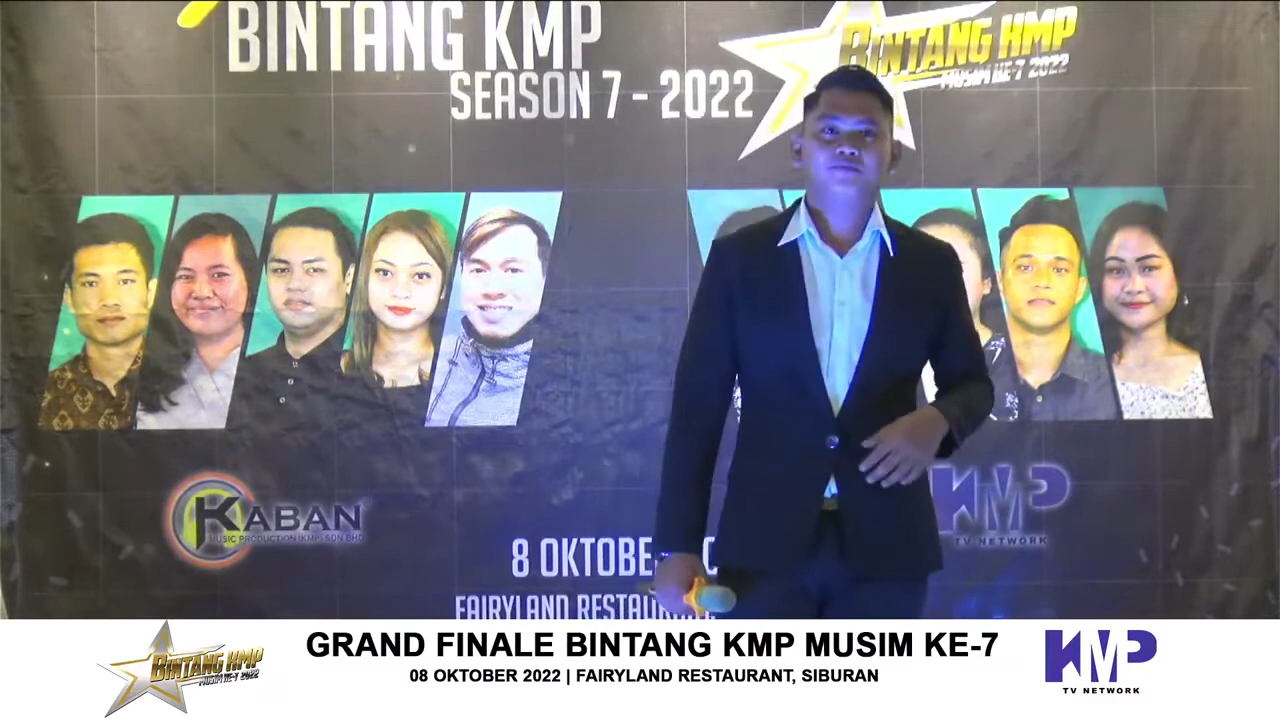 BINTANG KMP
SEASON 7 - 2022
BINTANG KMP
MUSIM KE-7 2022
KABAN
MUSIC PRODUCTION (KMP) SDN BHD
KMP
TV NETWORK
8 OKTOBE
FAIRYLAND RESTAURANT
BINTANG KMP
MUSIM KE-7 2022
GRAND FINALE BINTANG KMP MUSIM KE-7
08 OKTOBER 2022 | FAIRYLAND RESTAURANT, SIBURAN
KMP
TV NETWORK